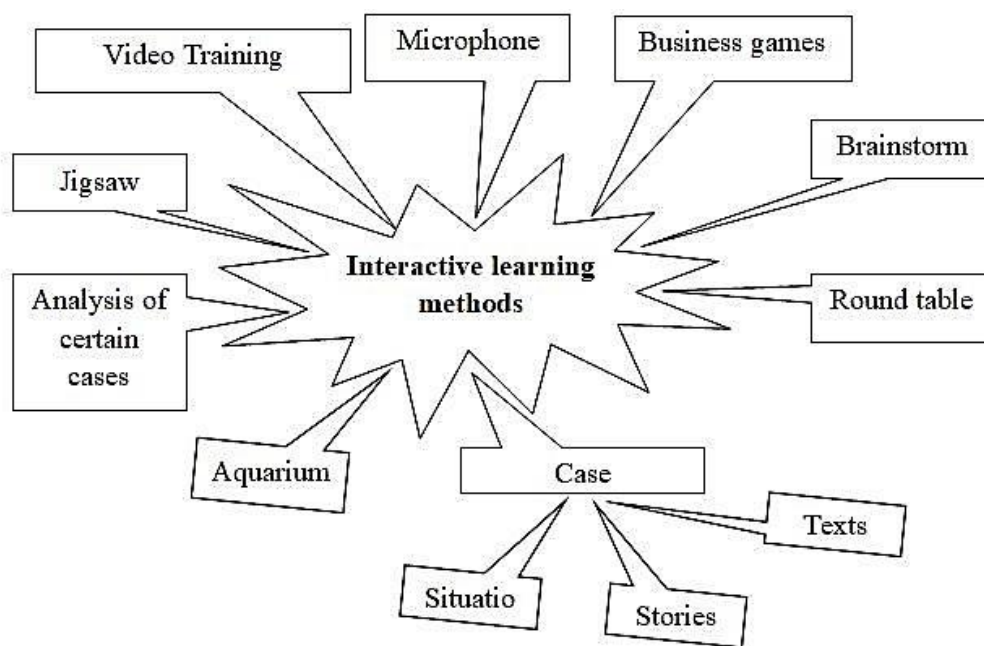 Video Training
Microphone
Business games
Brainstorm
Jigsaw
Interactive learning
methods
Analysis of
certain
cases
Round table
Aquarium
Case
Texts
Situatio
Stories